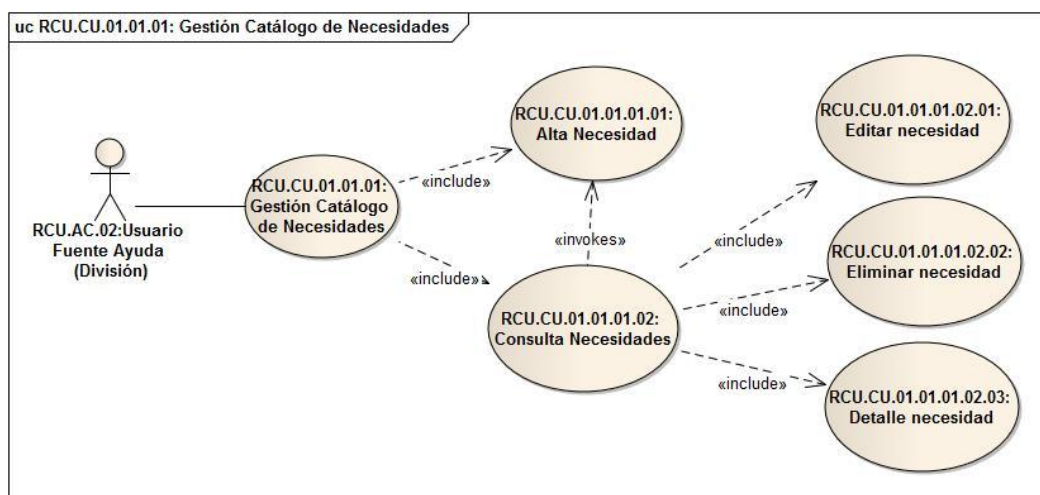 uc RCU.CU.01.01.01: Gestión Catálogo de Necesidades
RCU.AC.02:Usuario
Fuente Ayuda
(División)
RCU.CU.01.01.01:
Gestión Catálogo
de Necesidades
«include»
«include»
RCU.CU.01.01.01.01:
Alta Necesidad
«invokes»
RCU.CU.01.01.01.02:
Consulta Necesidades
«include»
«include»
«include»
RCU.CU.01.01.01.02.01:
Editar necesidad
RCU.CU.01.01.01.02.02:
Eliminar necesidad
RCU.CU.01.01.01.02.03:
Detalle necesidad